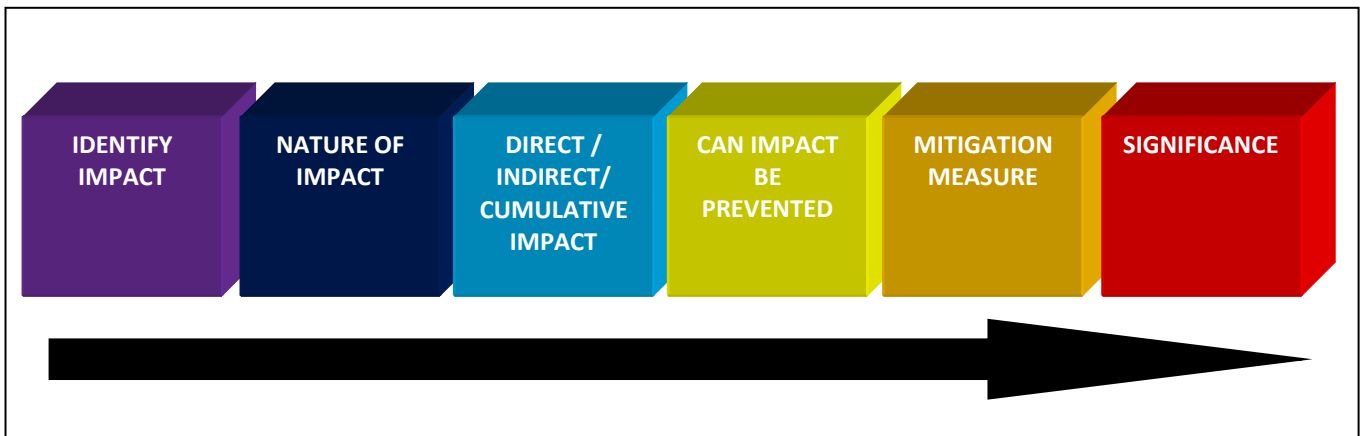 IDENTIFY
IMPACT
NATURE OF
IMPACT
DIRECT /
INDIRECT/
CUMULATIVE
IMPACT
CAN IMPACT
BE
PREVENTED
MITIGATION
MEASURE
SIGNIFICANCE